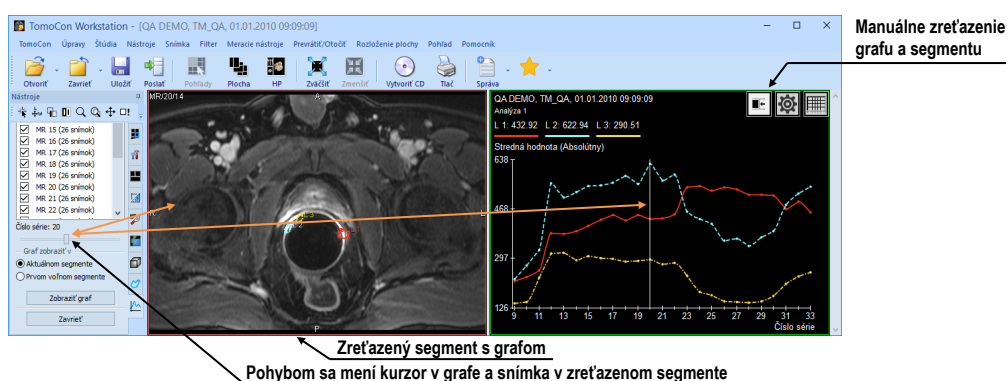 TomoCon Workstation - [QA DEMO, TM_QA, 01.01.2010 09:09:09]
TomoCon Úpravy Štúdia Nástroje Snímka Filter Meracie nástroje Prevrátiť/Otočiť Rozloženie plochy Pohľad Pomocník
Otvoriť Zavrieť Uložiť Poslať Pohľady Plocha HP Zväčšiť Zmenšiť Vytvoriť CD Tlač Správa
Manuálne zreťazenie
grafu a segmentu
Nástroje
MR 15 (26 snímok)
MR 16 (26 snímok)
MR 17 (26 snímok)
MR 18 (26 snímok)
MR 19 (26 snímok)
MR 20 (26 snímok)
MR 21 (26 snímok)
MR 22 (26 snímok)
Číslo série: 20
Graf zobraziť v
Aktuálnom segmente
Prvom voľnom segmente
Zobraziť graf
Zavrieť
MR/20/14
A
R
L
P
QA DEMO, TM_QA, 01.01.2010 09:09:09
Analýza 1
L 1: 432.92 L 2: 622.94 L 3: 290.51
Stredná hodnota (Absolútny)
638
468
297
126
9 11 13 15 17 19 21 23 25 27 29 31 33
Číslo série
Zreťazený segment s grafom
Pohybom sa mení kurzor v grafe a snímka v zreťazenom segmente